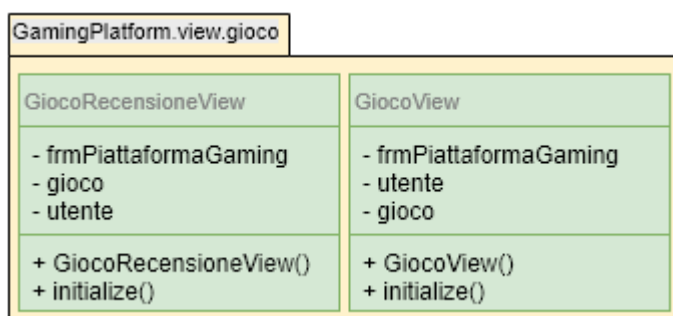 GamingPlatform.view.gioco
GiocoRecensioneView
- frmPiattaformaGaming
- gioco
- utente
+ GiocoRecensioneView()
+ initialize()
GiocoView
- frmPiattaformaGaming
- utente
- gioco
+ GiocoView()
+ initialize()